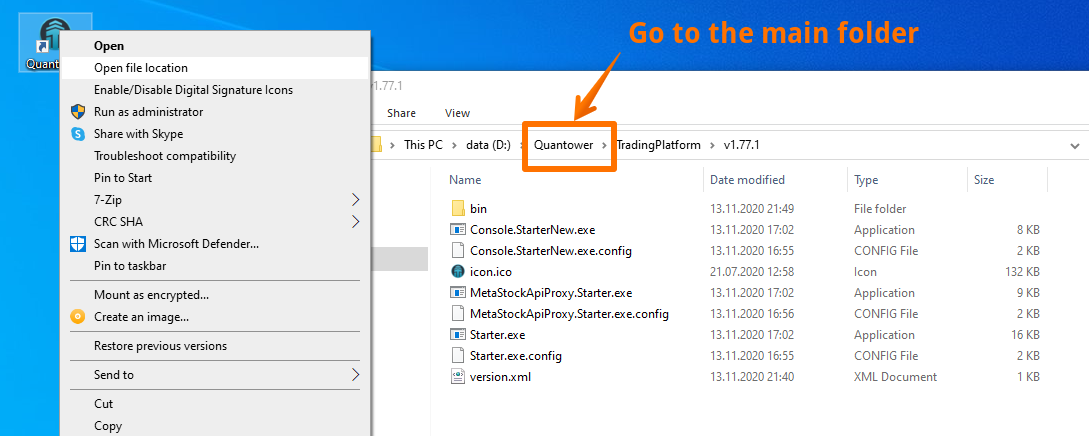 Go to the main folder
Quant
Open
Open file location
Enable/Disable Digital Signature Icons
Run as administrator
Share with Skype
Troubleshoot compatibility
Pin to Start
7-Zip
CRC SHA
Scan with Microsoft Defender...
Pin to taskbar
Mount as encrypted...
Create an image...
Restore previous versions
Send to
Cut
Copy
v1.77.1
Share View
This PC data (D:) Quantower TradingPlatform v1.77.1
Name Date modified Type Size
bin 13.11.2020 21:49 File folder
Console.StarterNew.exe 13.11.2020 17:02 Application 8 KB
Console.StarterNew.exe.config 13.11.2020 16:55 CONFIG File 2 KB
icon.ico 21.07.2020 12:58 Icon 132 KB
MetaStockApiProxy.Starter.exe 13.11.2020 17:02 Application 9 KB
MetaStockApiProxy.Starter.exe.config 13.11.2020 16:56 CONFIG File 2 KB
Starter.exe 13.11.2020 17:02 Application 16 KB
Starter.exe.config 13.11.2020 16:55 CONFIG File 2 KB
version.xml 13.11.2020 21:40 XML Document 1 KB